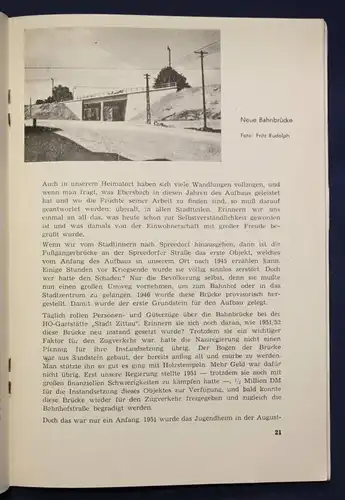 Neue Bahnbrücke
Foto: Fritz Rudolph
Auch in unserem Heimatort haben sich viele Wandlungen vollzogen, und
wenn man fragt, was Ebersbach in diesen Jahren des Aufbaus geleistet
hat und wo die Früchte seiner Arbeit zu finden sind, so muß darauf
geantwortet werden: überall, in allen Stadtteilen. Erinnern wir uns
einmal an all das, was heute schon zur Selbstverständlichkeit geworden
ist und was damals von der Einwohnerschaft mit großer Freude be-
grüßt wurde.
Wenn wir vom Stadtinnern nach Spreedorf hinausgehen, dann ist die
Fußgängerbrücke an der Spreedorfer Straße das erste Objekt, welches
vom Anfang des Aufbaus in unserem Ort nach 1945 erzählen kann.
Einige Stunden vor Kriegsende wurde sie völlig sinnlos zerstört. Doch
wer hatte den Schaden? Nur die Bevölkerung selbst, denn sie mußte
nun einen großen Umweg vornehmen, um zum Bahnhof oder in das
Stadtzentrum zu gelangen. 1946 wurde diese Brücke provisorisch her-
gestellt. Damit wurde der erste Grundstein für den Aufbau gelegt.
Täglich rollen Personen- und Güterzüge über die Bahnbrücke bei der
HO-Gaststätte „Stadt Zittau". Erinnern sie sich noch daran, wie 1951/52
diese Brücke neu instand gesetzt wurde? Trotzdem sie ein wichtiger
Faktor für den Zugverkehr war, hatte die Naziregierung nicht einen
Pfennig für ihre Instandsetzung übrig. Der Bogen der Brücke
war aus Sandstein gebaut, der bereits anfing alt und mürbe zu werden.
Man stützte ihn so gut es ging mit Holzstempeln. Mehr Geld war dafür
nicht übrig. Erst unsere Regierung stellte 1951 — trotzdem sie noch mit
großen finanziellen Schwierigkeiten zu kämpfen hatte —, Million DM
für die Instandsetzung dieses Objektes zur Verfügung, und bald konnte
diese Brücke wieder für den Zugverkehr freigegeben und zugleich die
Bahnhofstraße begradigt werden.
Doch das war nur ein Anfang. 1951 wurde das Jugendheim in der August-
21